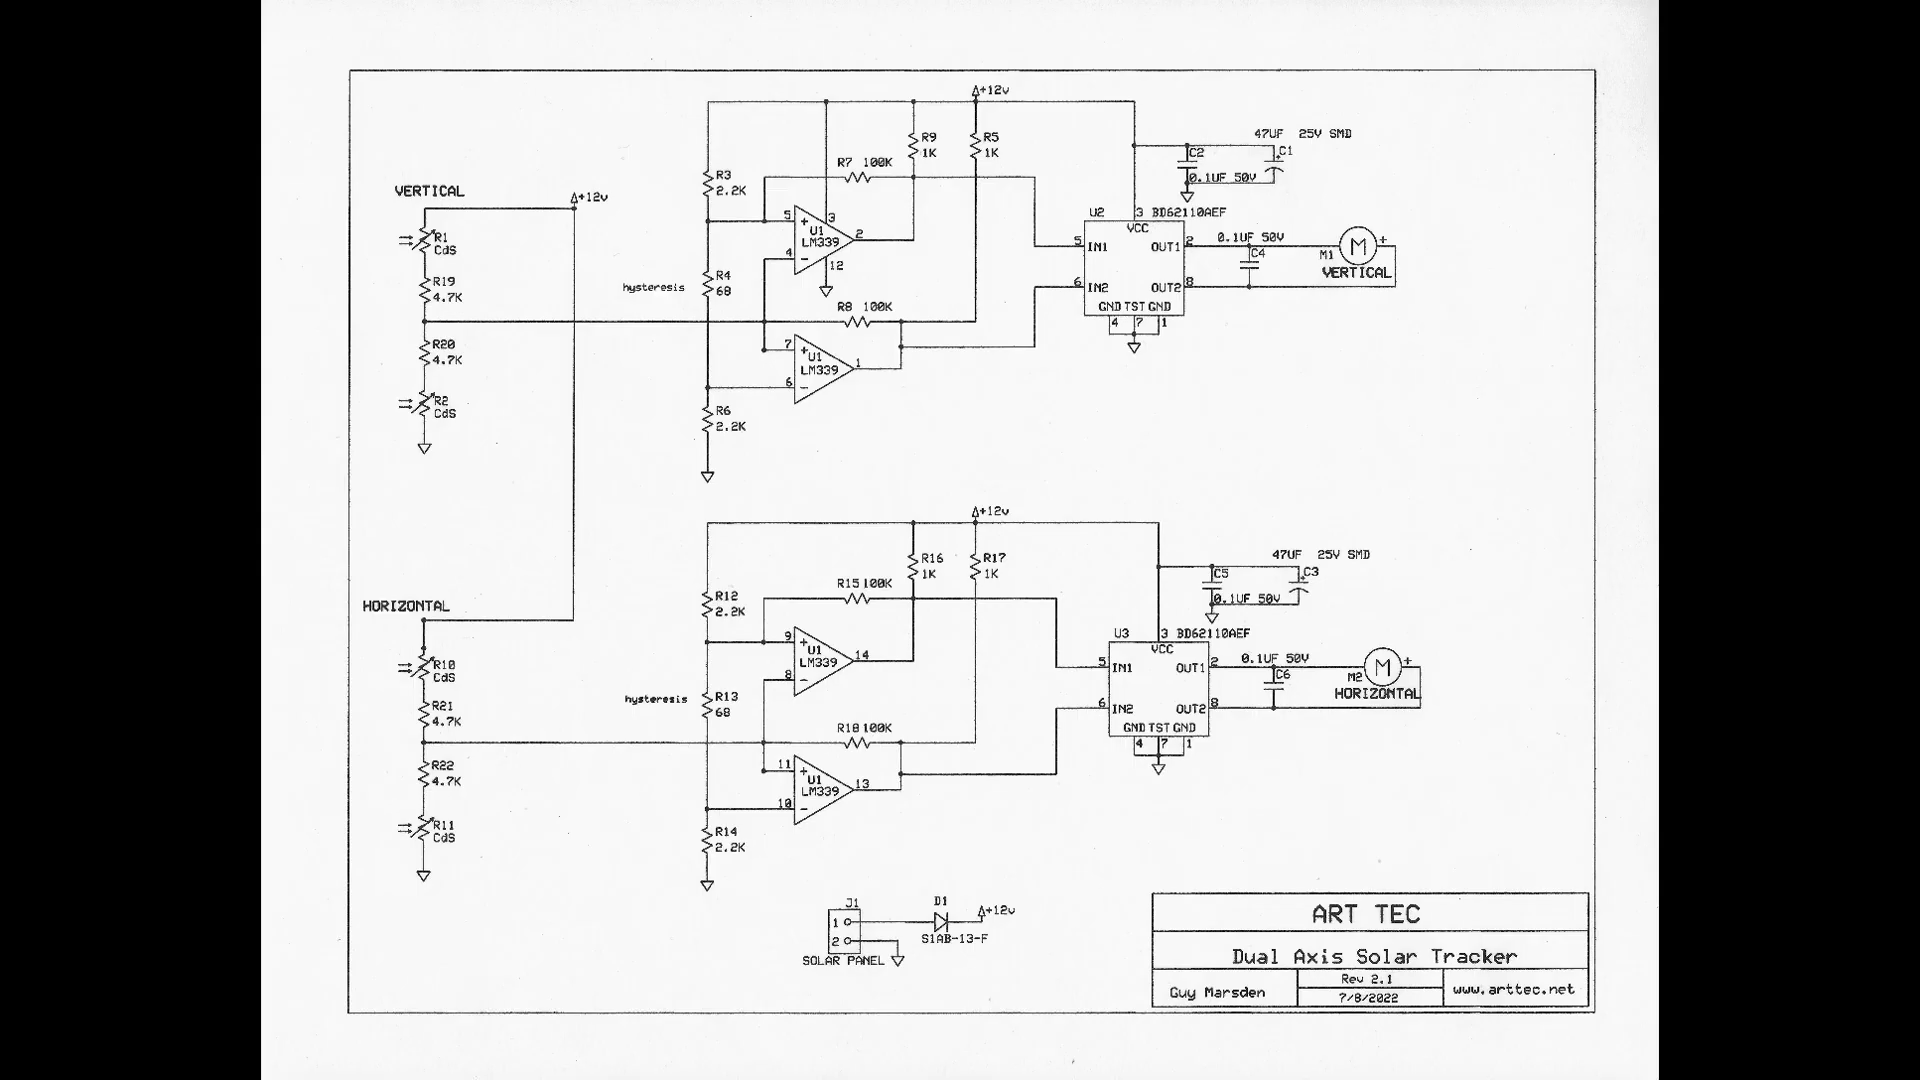 +12v
R9
1K
R5
1K
47UF 25V SMD
C2
C1
0.1UF 50V
R7 100K
R3
2.2K
VERTICAL
+12v
R1
CdS
R19
4.7K
R20
4.7K
R2
CdS
5
+
3
U1
LM339
2
4
-
12
hysteresis
R4
68
R8 100K
7
+
U1
LM339
1
6
-
R6
2.2K
U2
3 BD62110AEF
VCC
5
IN1
OUT1
2
0.1UF 50V
C4
M
+
M1
VERTICAL
6
IN2
OUT2
8
GND TST GND
4
7
1
+12v
R16
1K
R17
1K
47UF 25V SMD
C5
C3
0.1UF 50V
R15 100K
R12
2.2K
HORIZONTAL
R10
CdS
R21
4.7K
R22
4.7K
R11
CdS
9
+
U1
LM339
14
8
-
hysteresis
R13
68
R18 100K
11
+
U1
LM339
13
10
-
R14
2.2K
U3
3 BD62110AEF
VCC
5
IN1
OUT1
2
0.1UF 50V
C6
M
+
M2
HORIZONTAL
6
IN2
OUT2
8
GND TST GND
4
7
1
J1
1
2
SOLAR PANEL
D1
S1AB-13-F
+12v
ART TEC
Dual Axis Solar Tracker
Guy Marsden
Rev 2.1
7/8/2022
www.arttec.net